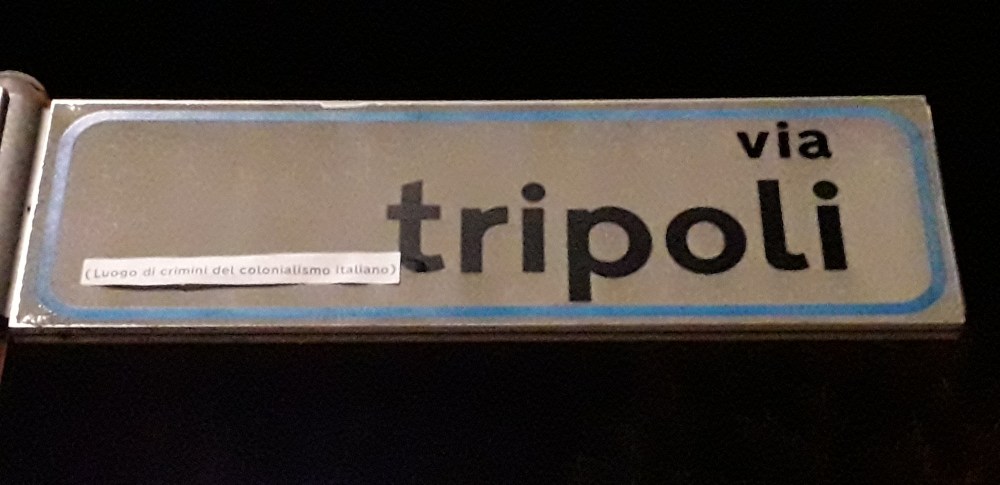 via
tripoli
(Luogo di crimini del colonialismo italiano)